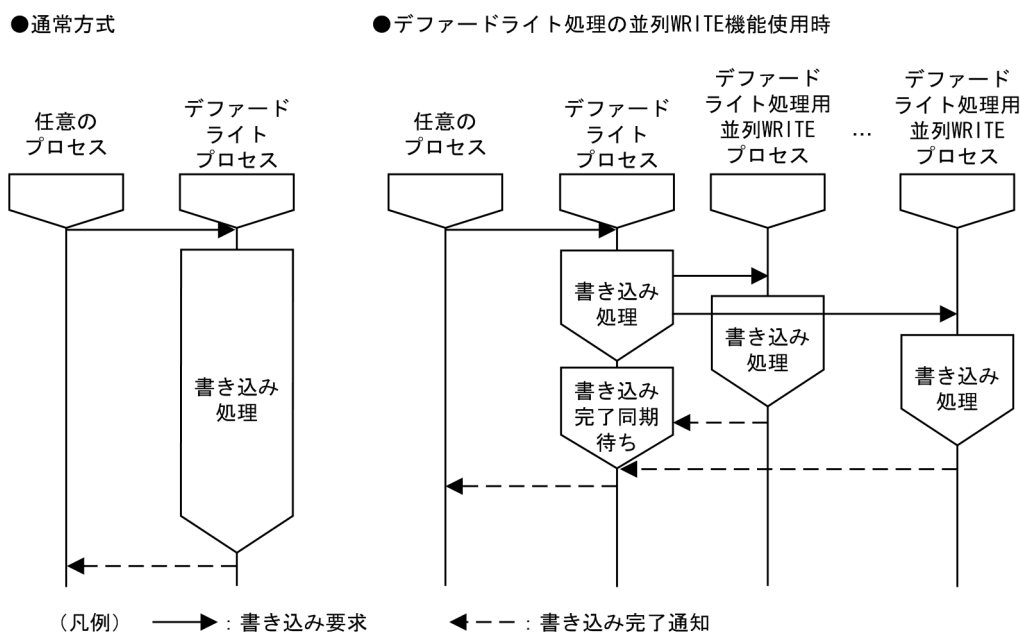 ●通常方式
●デファードライト処理の並列WRITE機能使用時
任意の
プロセス
デファード
ライト
プロセス
任意の
プロセス
デファード
ライト
プロセス
デファード
ライト処理用
並列WRITE
プロセス
…
デファード
ライト処理用
並列WRITE
プロセス
書き込み
処理
書き込み
処理
書き込み
完了同期
待ち
書き込み
処理
書き込み
処理
（凡例）
：書き込み要求
：書き込み完了通知